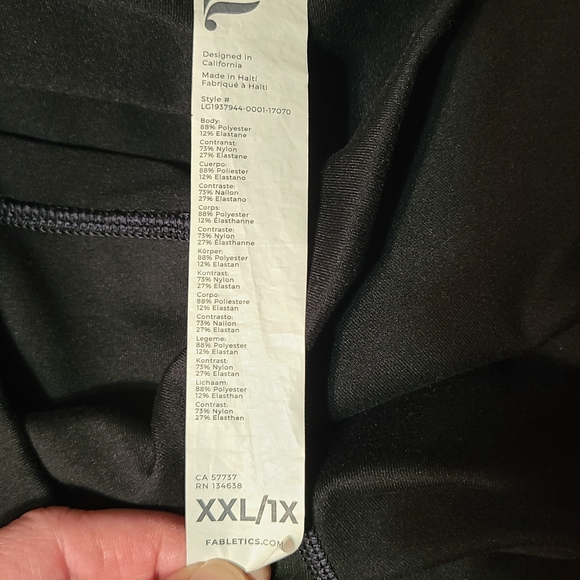 Designed in
California
Made in Haiti
Fabriqué à Haïti
Style #
LG1937944-0001-17070
Body:
88% Polyester
12% Elastane
Contranst:
73% Nylon
27% Elastane
Cuerpo:
88% Poliester
12% Elastano
Contraste:
73% Nailon
27% Elastano
Corps:
88% Polyester
12% Élasthanne
Contraste:
73% Nylon
27% Élasthanne
Körper:
88% Polyester
12% Elastan
Kontrast:
73% Nylon
27% Elastan
Corpo:
88% Poliestere
12% Elastan
Contrasto:
73% Nailon
27% Elastan
Legeme:
88% Polyester
12% Elastan
Kontrast:
73% Nylon
27% Elastan
Lichaam:
88% Polyester
12% Elasthan
Contrast:
73% Nylon
27% Elasthan
CA 57737
RN 134638
XXL/1X
FABLETICS.COM